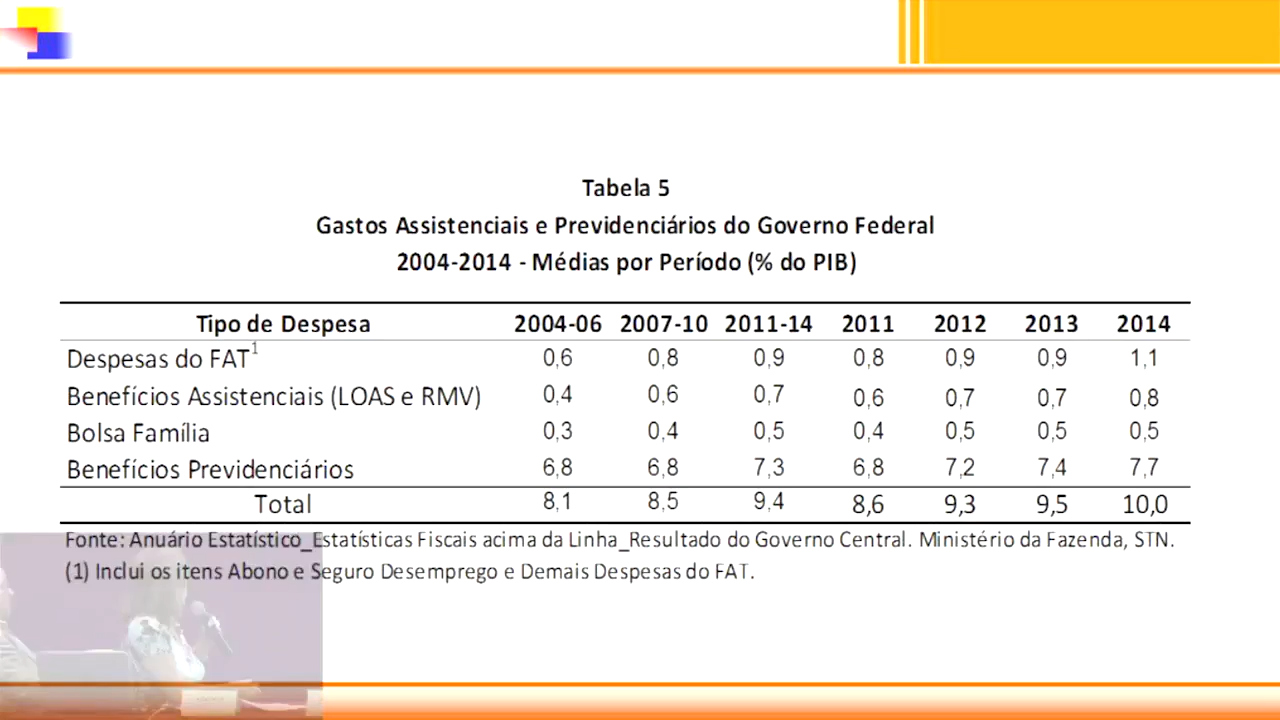 Tabela 5
Gastos Assistenciais e Previdenciários do Governo Federal
2004-2014 - Médias por Período (% do PIB)
Tipo de Despesa 2004-06 2007-10 2011-14 2011 2012 2013 2014
Despesas do FAT¹ 0,6 0,8 0,9 0,8 0,9 0,9 1,1
Benefícios Assistenciais (LOAS e RMV) 0,4 0,6 0,7 0,6 0,7 0,7 0,8
Bolsa Família 0,3 0,4 0,5 0,4 0,5 0,5 0,5
Benefícios Previdenciários 6,8 6,8 7,3 6,8 7,2 7,4 7,7
Total 8,1 8,5 9,4 8,6 9,3 9,5 10,0
Fonte: Anuário Estatístico_Estatísticas Fiscais acima da Linha_Resultado do Governo Central. Ministério da Fazenda, STN.
(1) Inclui os itens Abono e Seguro Desemprego e Demais Despesas do FAT.